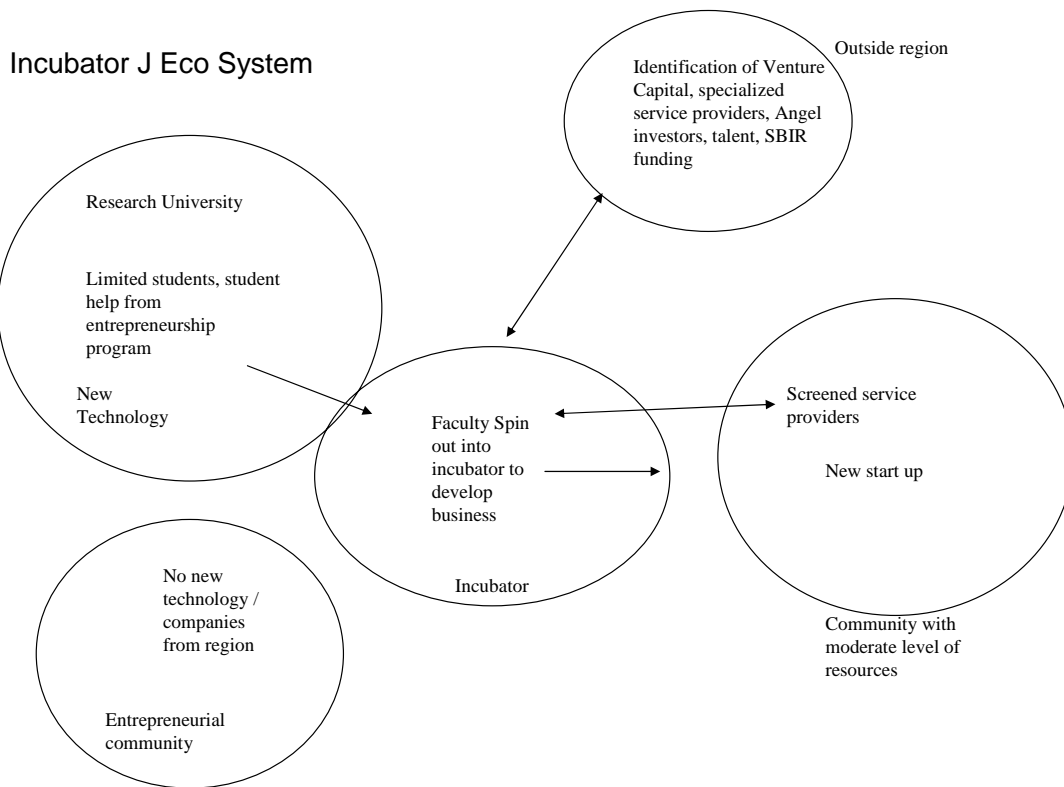 Incubator J Eco System
Outside region
Identification of Venture
Capital, specialized
service providers, Angel
investors, talent, SBIR
funding
Research University
Limited students, student
help from
entrepreneurship
program
New
Technology
Faculty Spin
out into
incubator to
develop
business
Incubator
Screened service
providers
New start up
Community with
moderate level of
resources
No new
technology /
companies
from region
Entrepreneurial
community